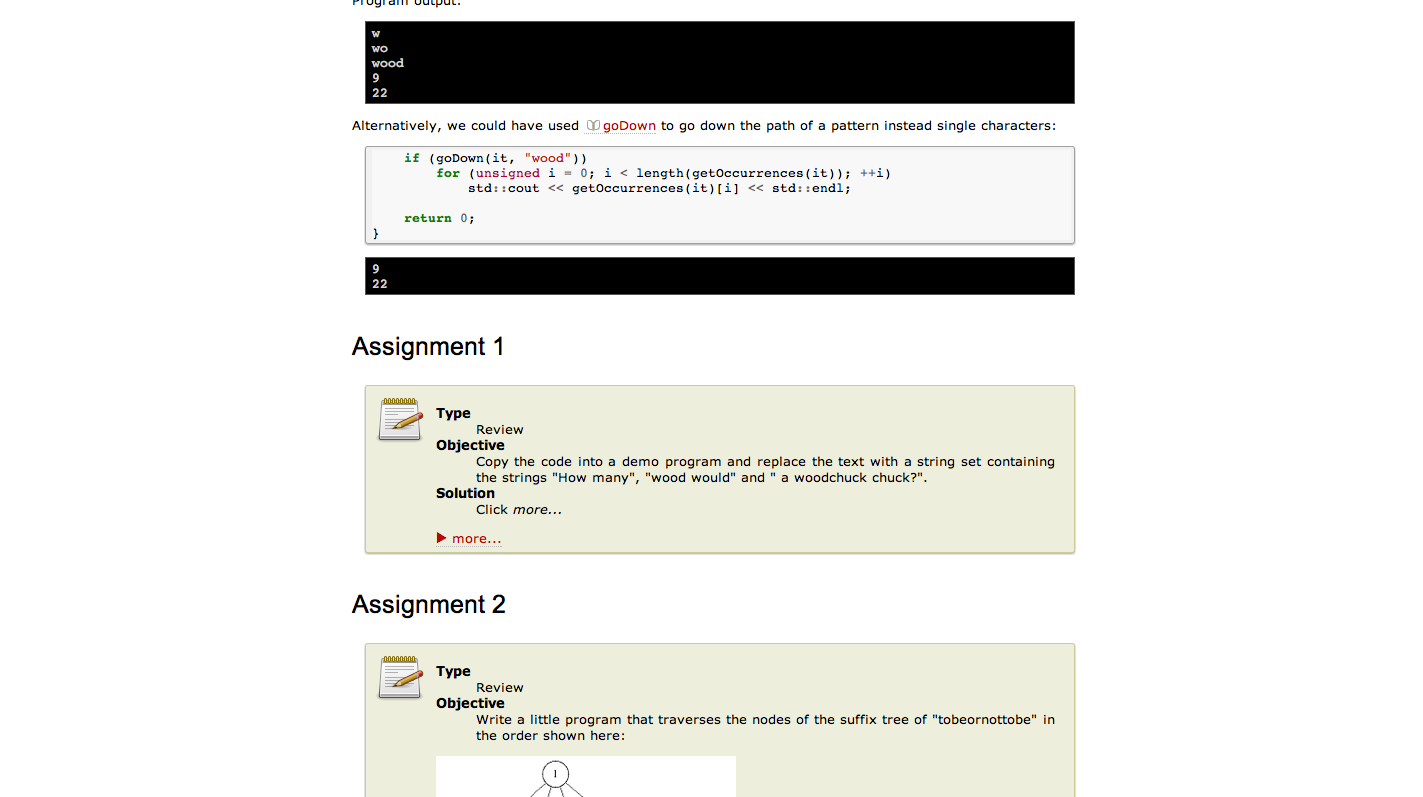 Program output:
w
wo
wood
9
22
Alternatively, we could have used goDown to go down the path of a pattern instead single characters:
if (goDown(it, "wood"))
for (unsigned i = 0; i < length(getOccurrences(it)); ++i)
std::cout << getOccurrences(it)[i] << std::endl;
return 0;
}
9
22
Assignment 1
Type
Review
Objective
Copy the code into a demo program and replace the text with a string set containing
the strings "How many", "wood would" and " a woodchuck chuck?".
Solution
Click more...
more...
Assignment 2
Type
Review
Objective
Write a little program that traverses the nodes of the suffix tree of "tobeornottobe" in
the order shown here:
1